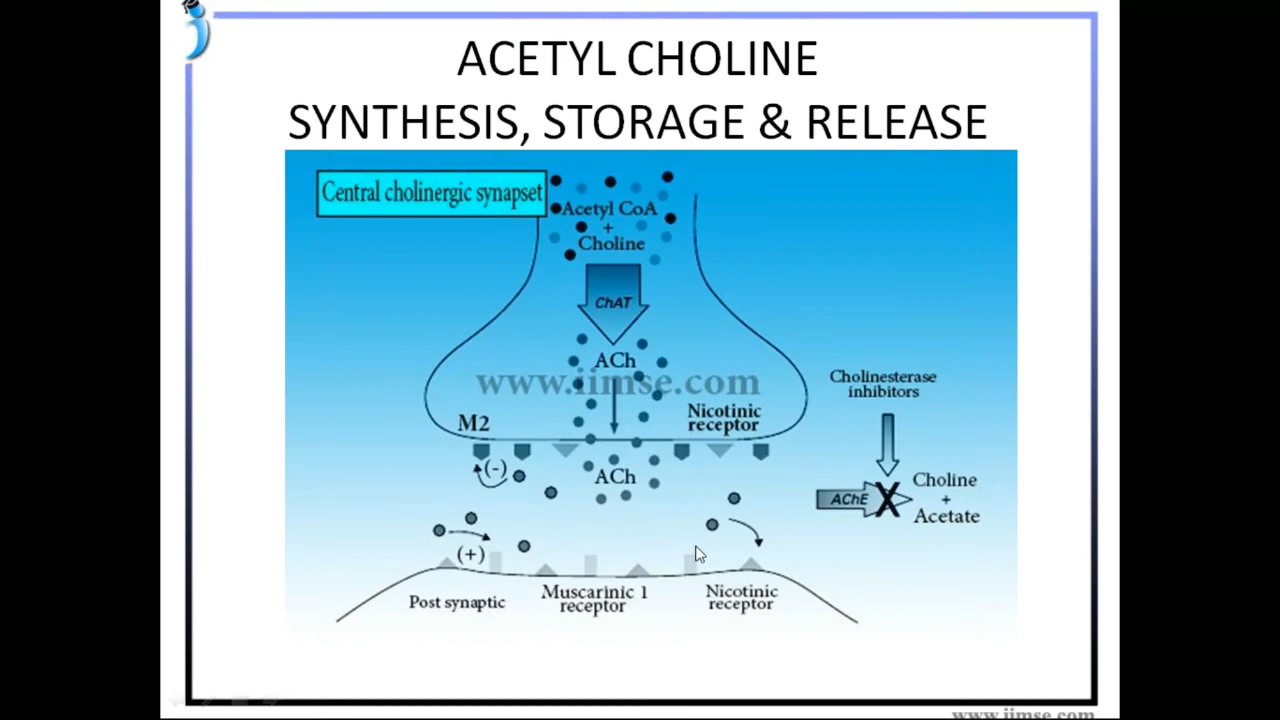 ACETYL CHOLINE
SYNTHESIS, STORAGE & RELEASE
Central cholinergic synapset
Acetyl CoA
+
Choline
ChAT
ACh
www.iimse.com
M2
Nicotinic
receptor
(-)
ACh
(+)
Post synaptic
Muscarinic 1
receptor
Nicotinic
receptor
Cholinesterase
inhibitors
AChE
X
Choline
+
Acetate
www.iimse.com